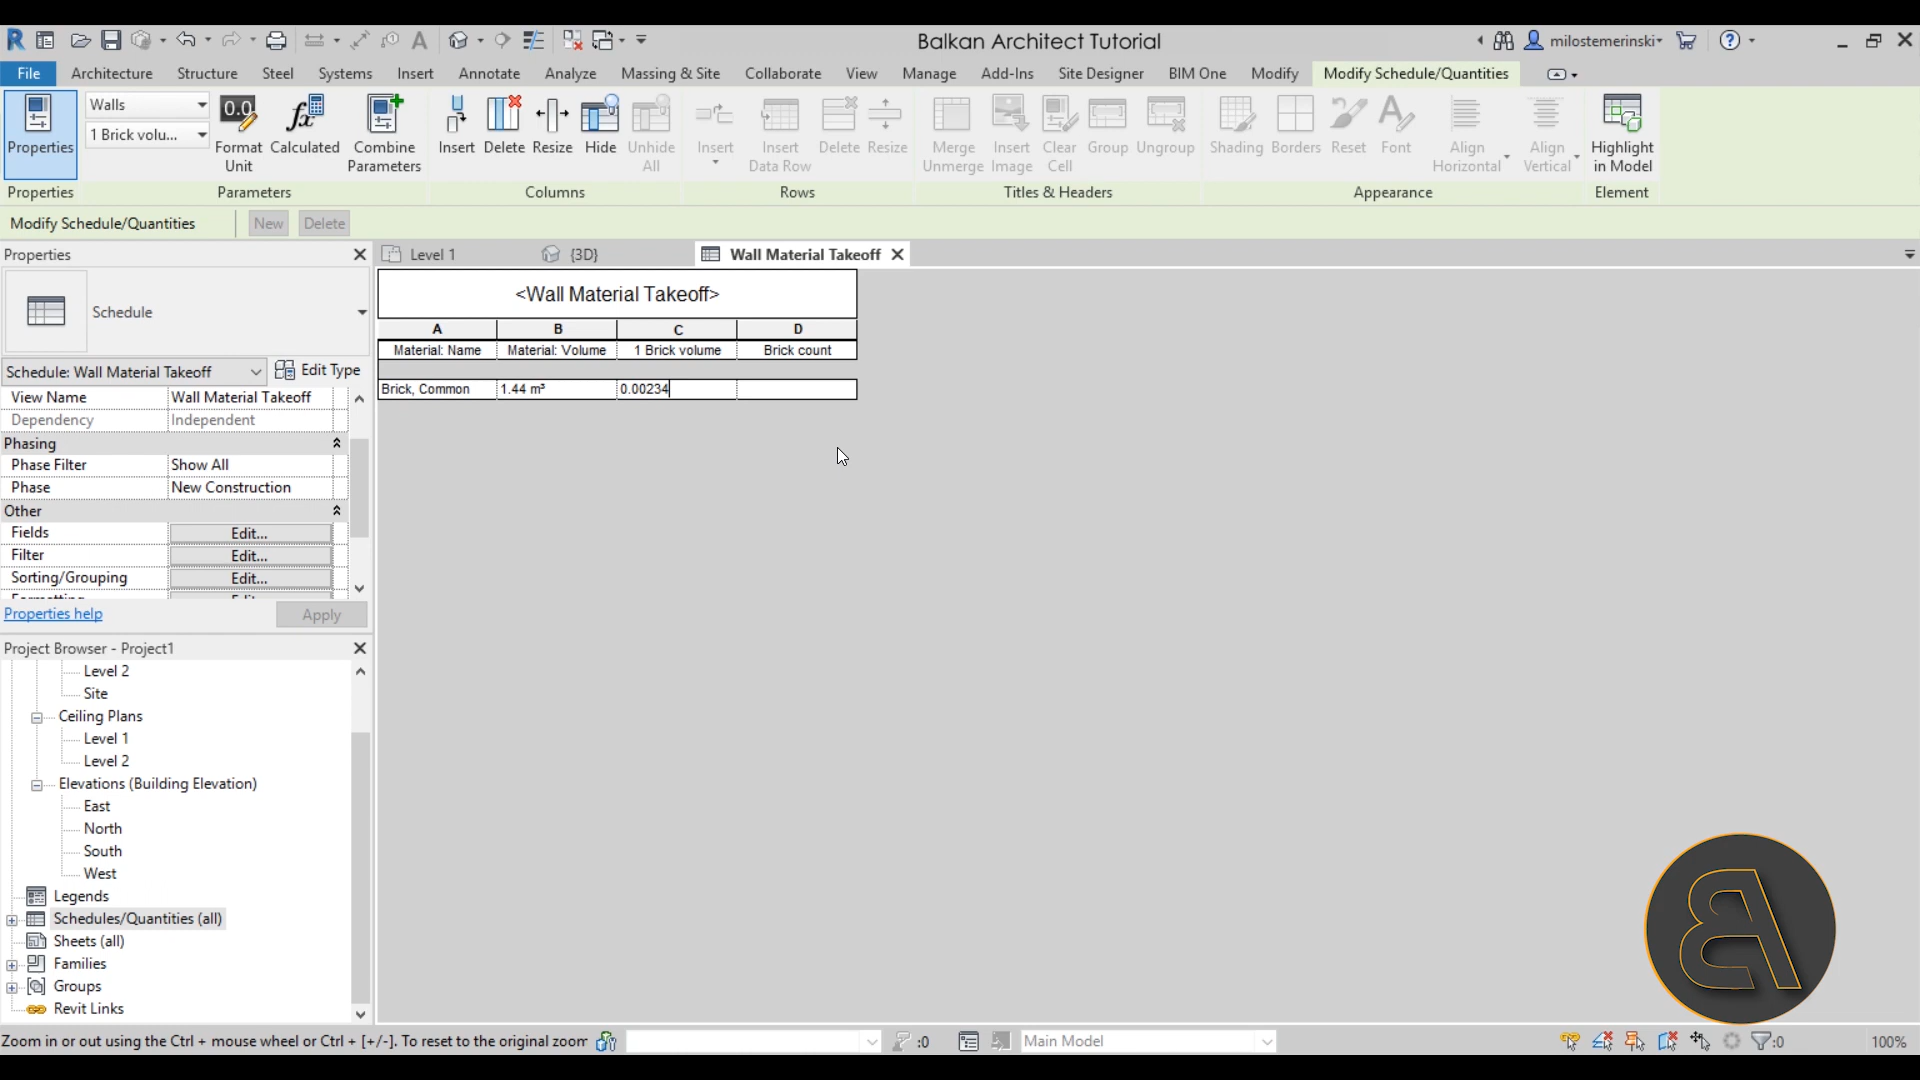 Balkan Architect Tutorial
milostemerinski
File Architecture Structure Steel Systems Insert Annotate Analyze Massing & Site Collaborate View Manage Add-Ins Site Designer BIM One Modify Modify Schedule/Quantities
Walls
1 Brick volu...
Properties
Format Unit
Calculated
Combine Parameters
Insert
Delete
Resize
Hide
Unhide All
Insert
Insert Data Row
Delete
Resize
Merge Unmerge
Insert Image
Clear Cell
Group
Ungroup
Shading
Borders
Reset
Font
Align Horizontal
Align Vertical
Highlight in Model
Properties Parameters Columns Rows Titles & Headers Appearance Element
Modify Schedule/Quantities New Delete
Properties
Level 1 {3D} Wall Material Takeoff
Schedule
Schedule: Wall Material Takeoff Edit Type
View Name Wall Material Takeoff
Dependency Independent
Phasing
Phase Filter Show All
Phase New Construction
Other
Fields Edit...
Filter Edit...
Sorting/Grouping Edit...
Properties help Apply
<Wall Material Takeoff>
A B C D
Material: Name Material: Volume 1 Brick volume Brick count
Brick, Common 1.44 m³ 0.00234
Project Browser - Project1
Level 2
Site
Ceiling Plans
Level 1
Level 2
Elevations (Building Elevation)
East
North
South
West
Legends
Schedules/Quantities (all)
Sheets (all)
Families
Groups
Revit Links
Zoom in or out using the Ctrl + mouse wheel or Ctrl + [+/-]. To reset to the original zoom :0 Main Model :0 100%